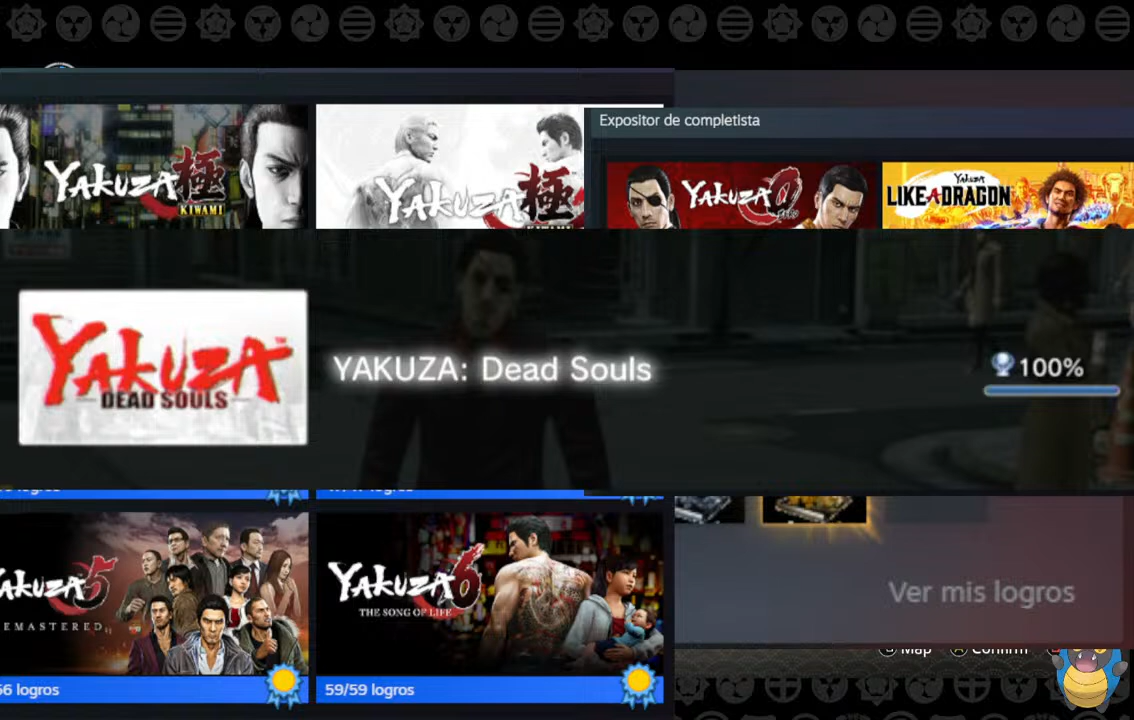 YAKUZA 極
KIWAMI
YAKUZA 極
Expositor de completista
YAKUZA 0
YAKUZA
LIKE A DRAGON
YAKUZA
DEAD SOULS
YAKUZA: Dead Souls
100%
YAKUZA 5
REMASTERED
YAKUZA 6
THE SONG OF LIFE
56 logros
59/59 logros
Ver mis logros
Map
Confirm